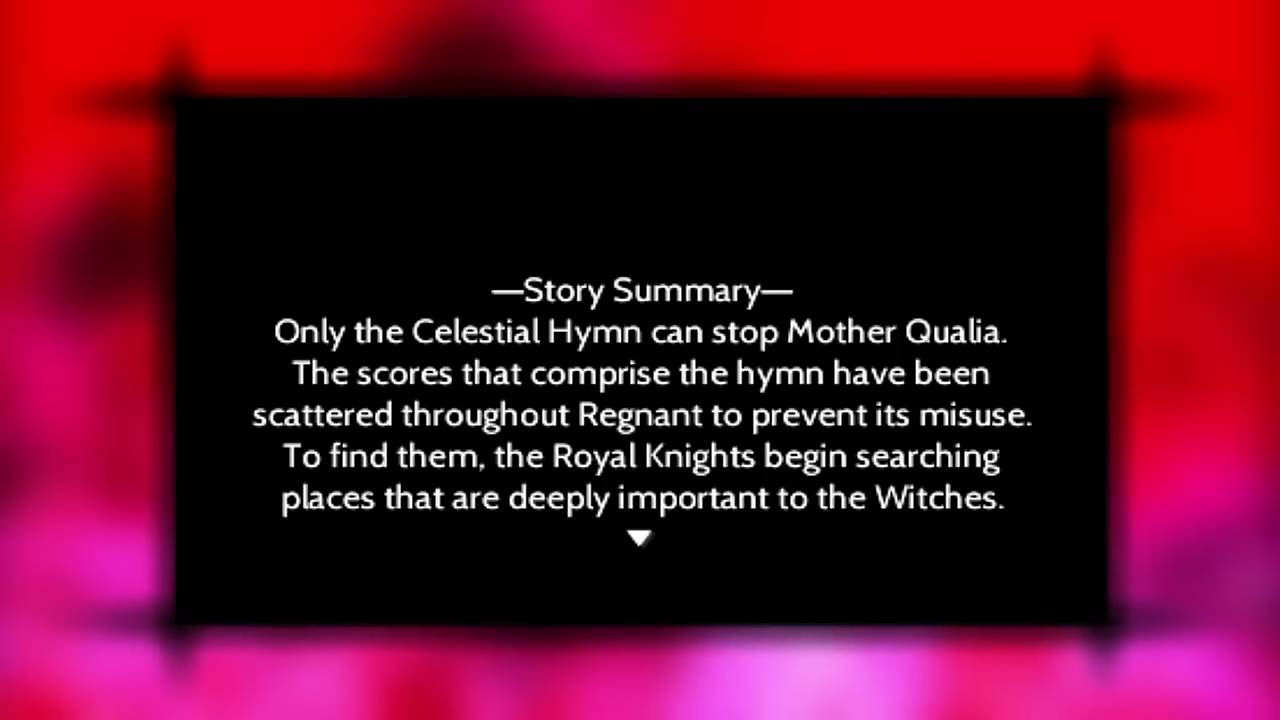 —Story Summary—
Only the Celestial Hymn can stop Mother Qualia.
The scores that comprise the hymn have been
scattered throughout Regnant to prevent its misuse.
To find them, the Royal Knights begin searching
places that are deeply important to the Witches.